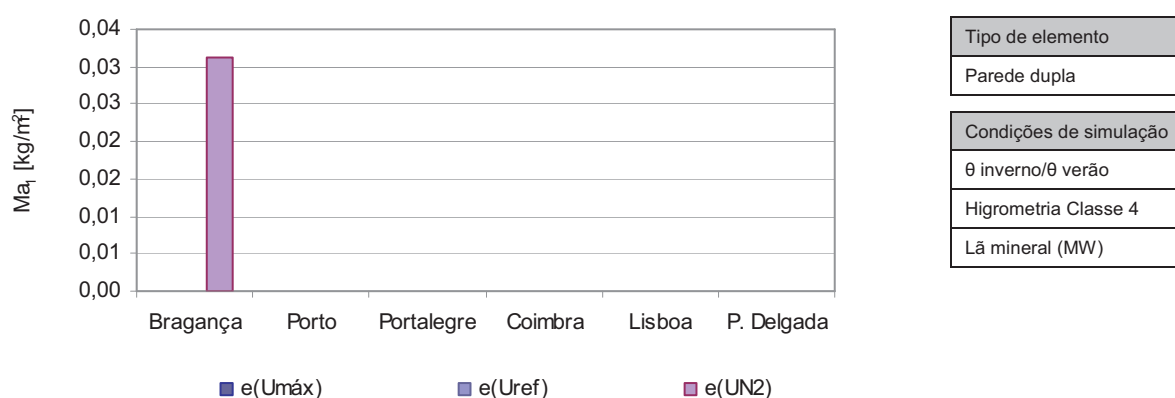 0,04
0,03
0,03
0,02
0,02
0,01
0,01
0,00
Ma₁ [kg/m²]
Bragança Porto Portalegre Coimbra Lisboa P. Delgada
e(Umáx) e(Uref) e(UN2)
Tipo de elemento
Parede dupla
Condições de simulação
θ inverno/θ verão
Higrometria Classe 4
Lã mineral (MW)